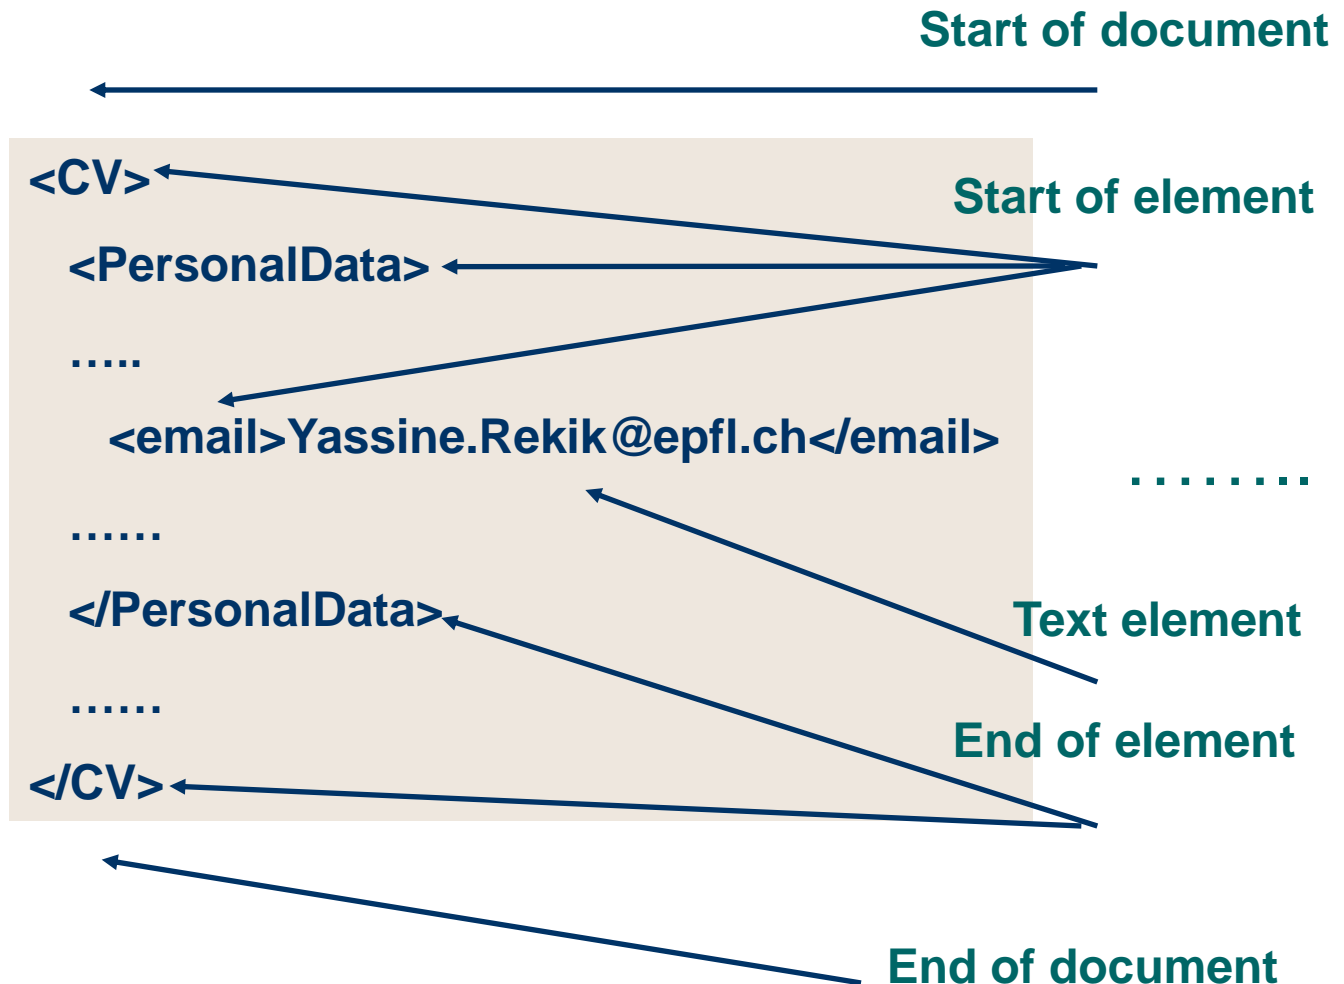 Start of document
<CV>
Start of element
<PersonalData>
…..
<email>Yassine.Rekik@epfl.ch</email>
........
……
</PersonalData>
Text element
……
End of element
</CV>
End of document